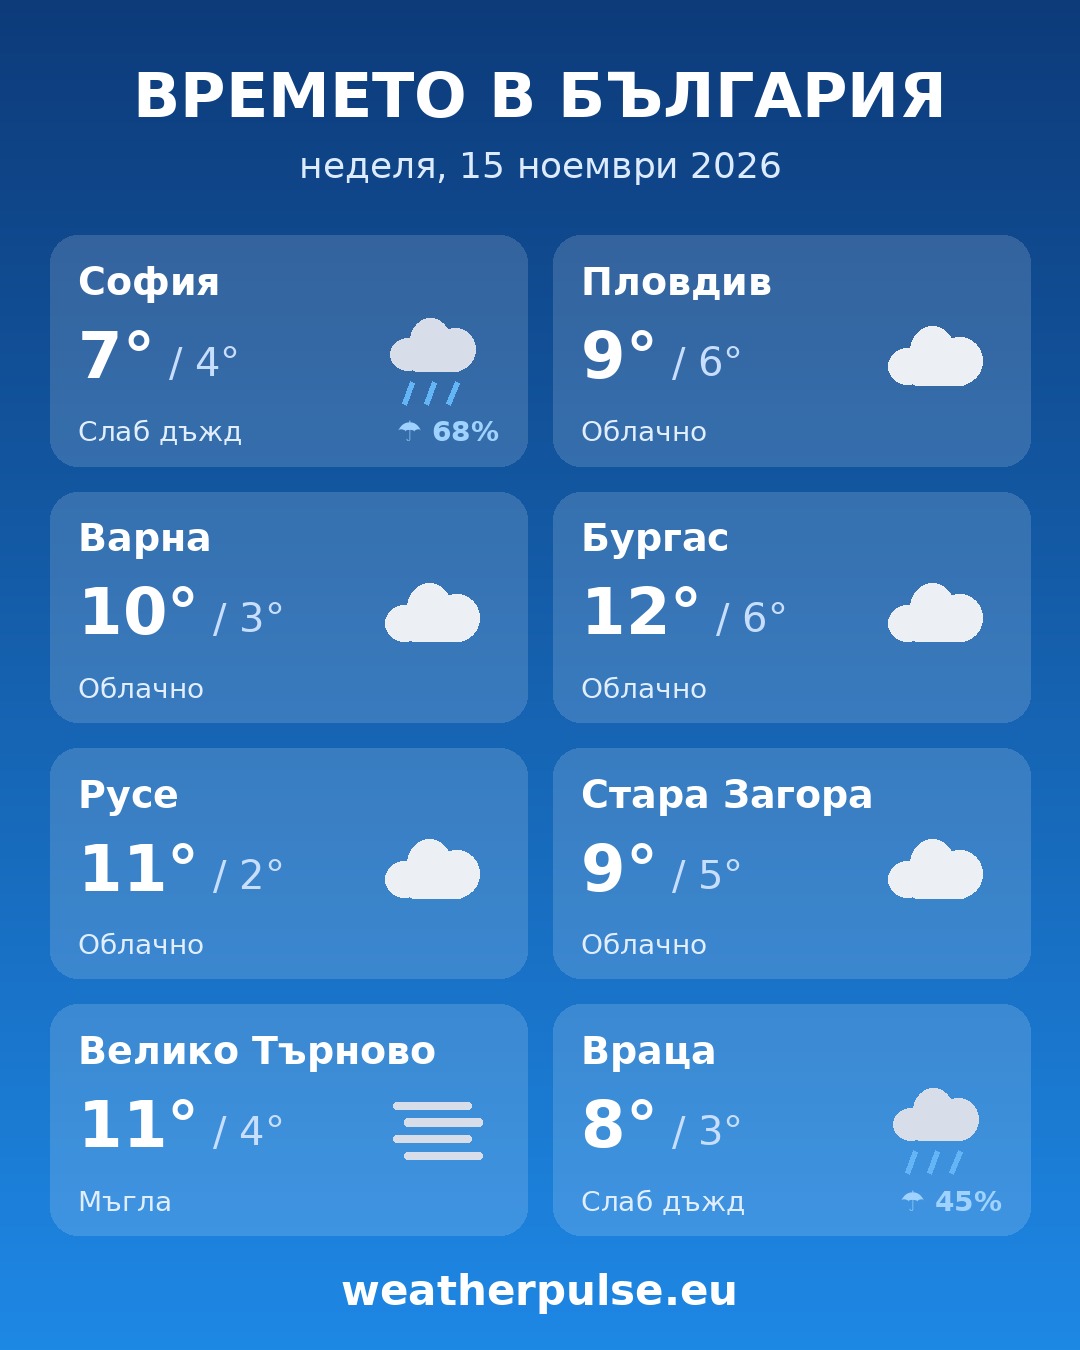 ВРЕМЕТО В БЪЛГАРИЯ
неделя, 15 ноември 2026
София
7° / 4°
Слаб дъжд ☂ 68%
Пловдив
9° / 6°
Облачно
Варна
10° / 3°
Облачно
Бургас
12° / 6°
Облачно
Русе
11° / 2°
Облачно
Стара Загора
9° / 5°
Облачно
Велико Търново
11° / 4°
Мъгла
Враца
8° / 3°
Слаб дъжд ☂ 45%
weatherpulse.eu